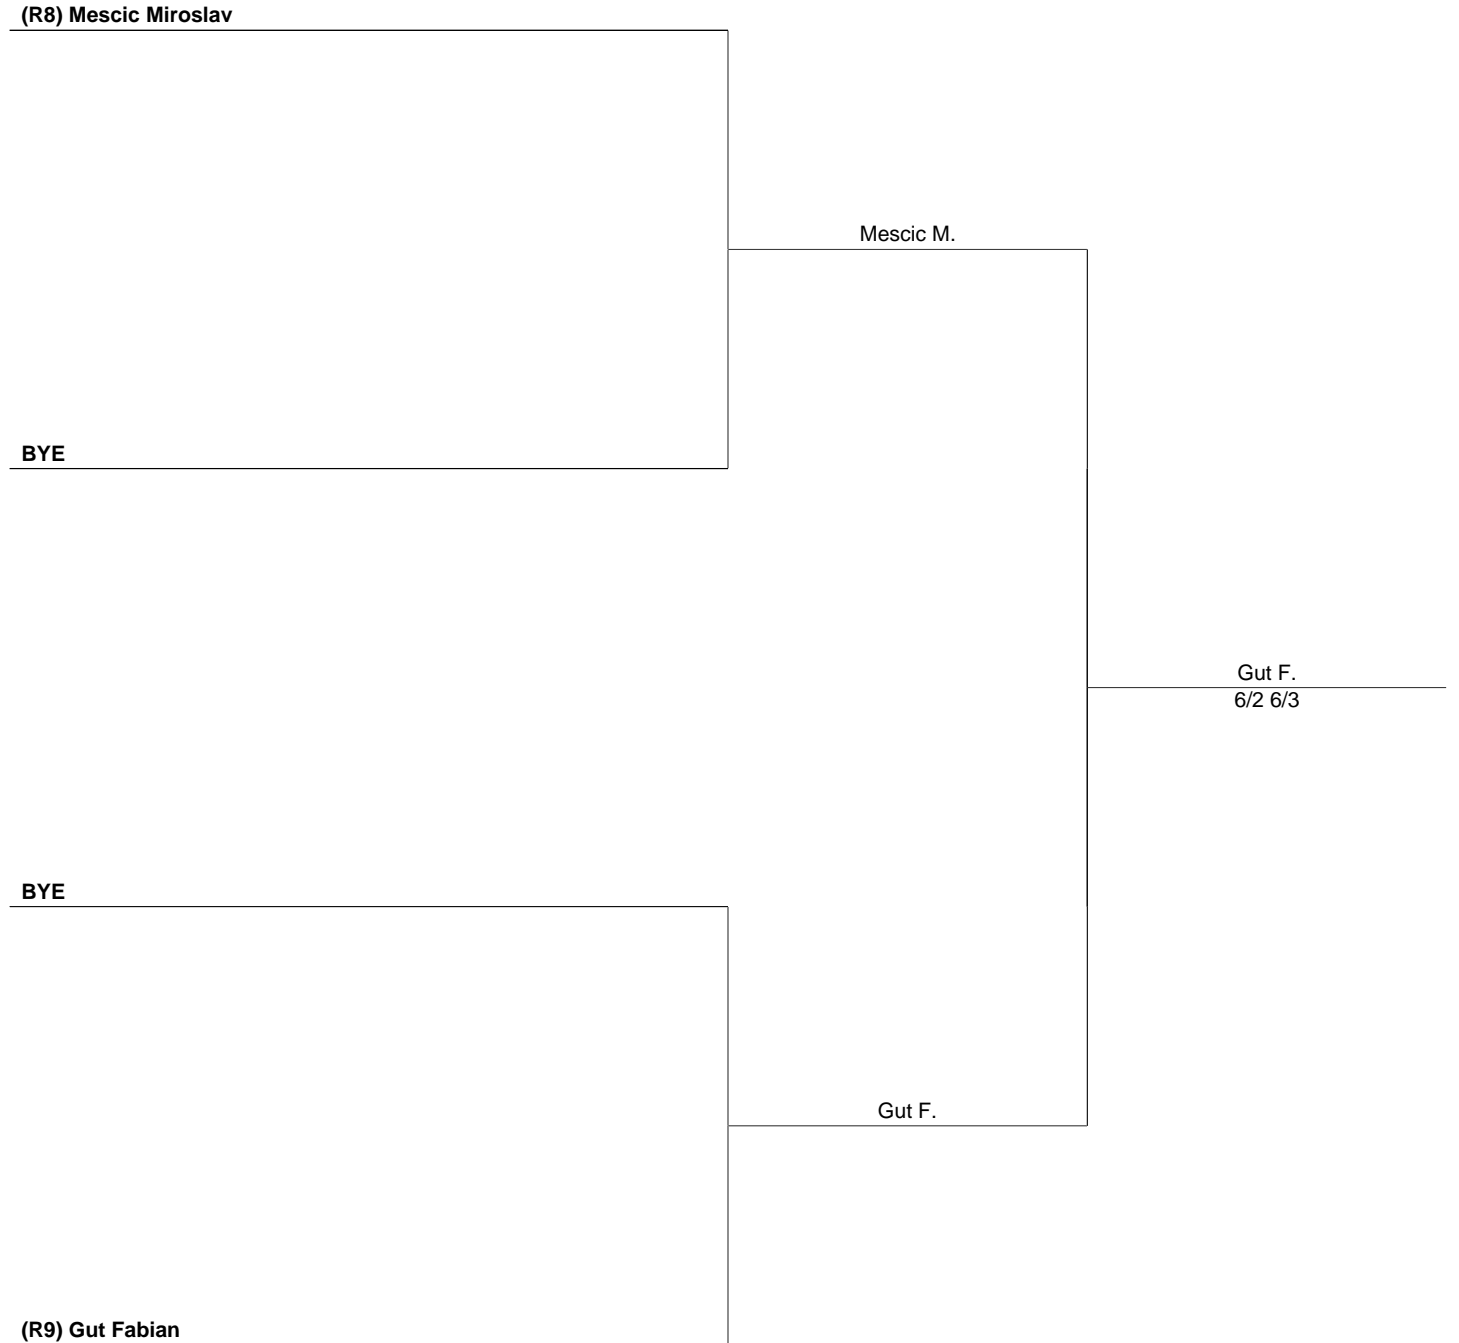 (R8) Mescic Miroslav
Mescic M.
BYE
Gut F.
6/2 6/3
BYE
Gut F.
(R9) Gut Fabian